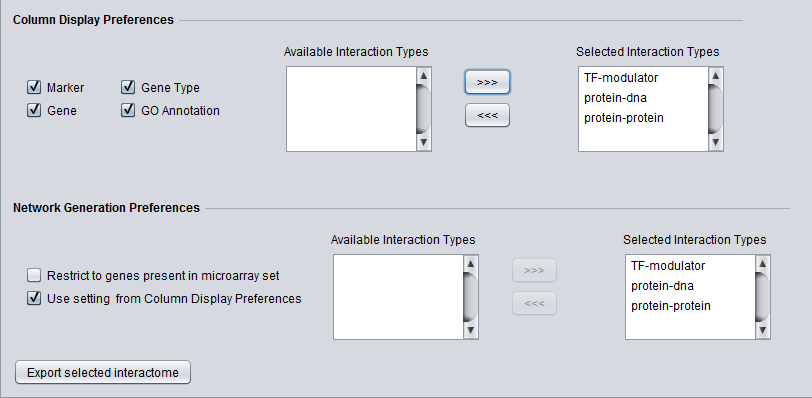 Column Display Preferences
Available Interaction Types
Selected Interaction Types
Marker
Gene Type
Gene
GO Annotation
>>>
<<<
TF-modulator
protein-dna
protein-protein
Network Generation Preferences
Available Interaction Types
Selected Interaction Types
Restrict to genes present in microarray set
Use setting from Column Display Preferences
>>>
<<<
TF-modulator
protein-dna
protein-protein
Export selected interactome